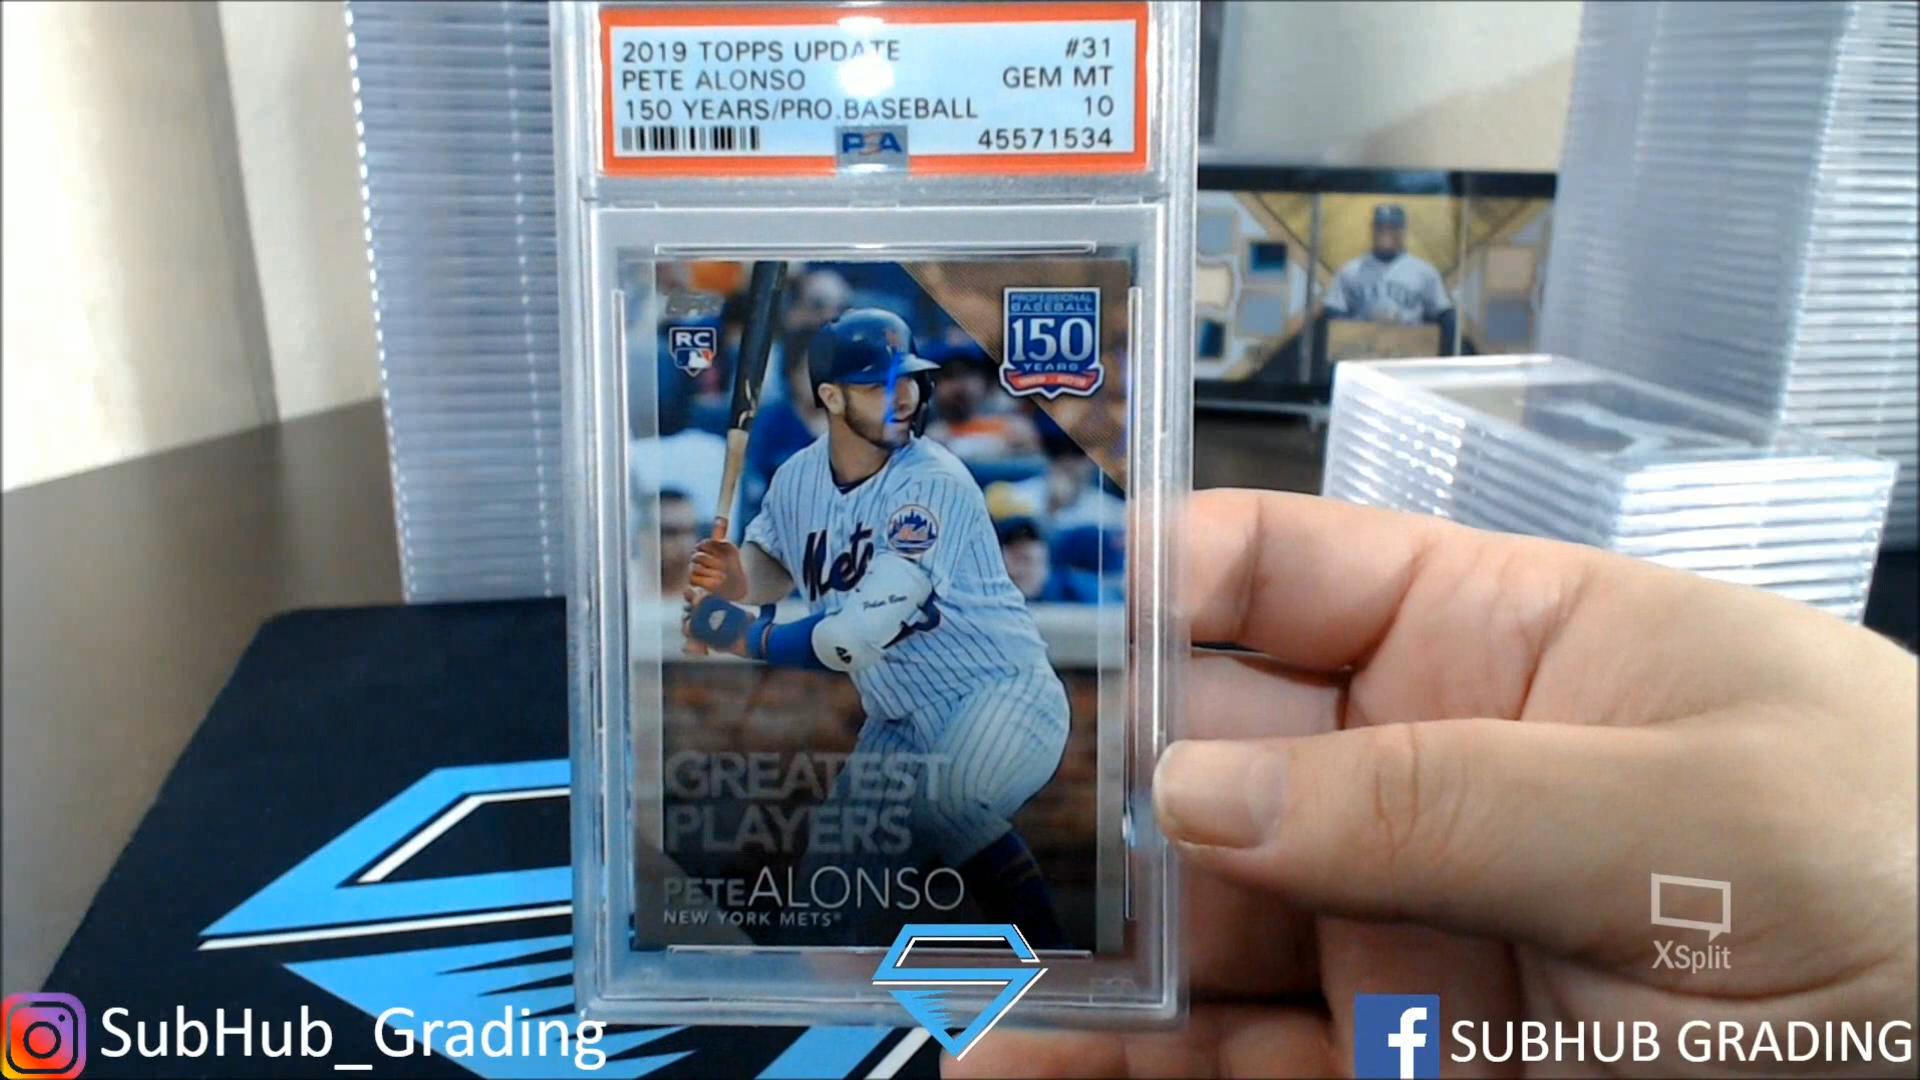 2019 TOPPS UPDATE #31
PETE ALONSO GEM MT
150 YEARS/PRO.BASEBALL 10
PSA 45571534
RC
PROFESSIONAL
BASEBALL
150
YEARS
Mets
GREATEST
PLAYERS
PETE ALONSO
NEW YORK METS
XSplit
SubHub_Grading
SUBHUB GRADING